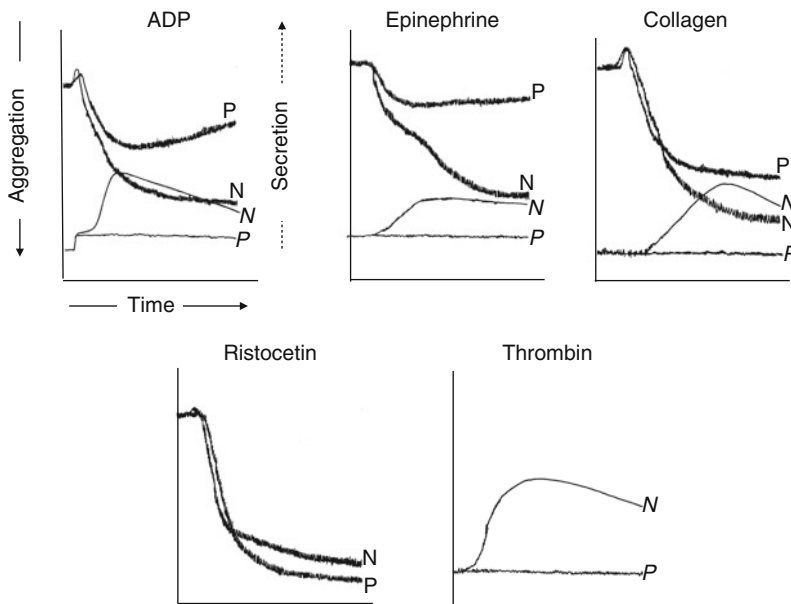 ADP
Epinephrine
Collagen
Aggregation
Secretion
P
N
N
P
P
N
N
P
P
N
N
P
Time
Ristocetin
Thrombin
N
P
N
P